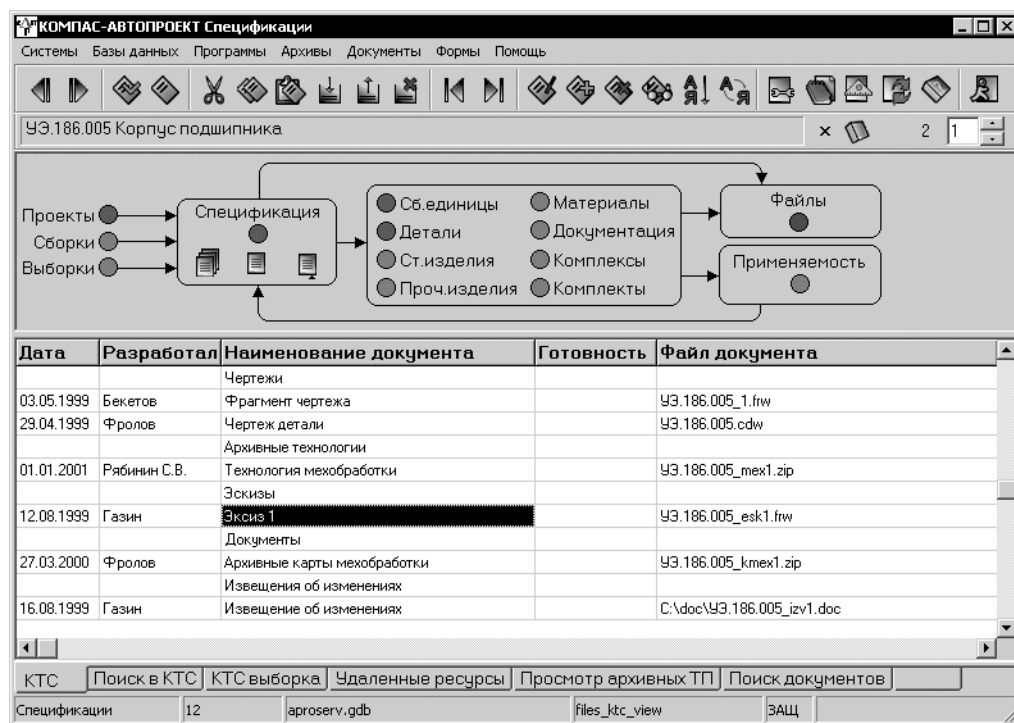 КОМПАС-АВТОПРОЕКТ Спецификации
Системы Базы данных Программы Архивы Документы Формы Помощь
УЭ.186.005 Корпус подшипника 2 1
Проекты
Сборки
Выборки
Спецификация
Сб.единицы Материалы
Детали Документация
Ст.изделия Комплексы
Проч.изделия Комплекты
Файлы
Применяемость
Дата Разработал Наименование документа Готовность Файл документа
Чертежи
03.05.1999 Бекетов Фрагмент чертежа УЭ.186.005_1.frw
29.04.1999 Фролов Чертеж детали УЭ.186.005.cdw
Архивные технологии
01.01.2001 Рябинин С.В. Технология мехобработки УЭ.186.005_mex1.zip
Эскизы
12.08.1999 Газин Эксиз 1 УЭ.186.005_esk1.frw
Документы
27.03.2000 Фролов Архивные карты мехобработки УЭ.186.005_kmex1.zip
Извещения об изменениях
16.08.1999 Газин Извещение об изменениях C:\doc\УЭ.186.005_izv1.doc
КТС Поиск в КТС КТС выборка Удаленные ресурсы Просмотр архивных ТП Поиск документов
Спецификации 12 aproserv.gdb files_ktc_view ЗАЩ